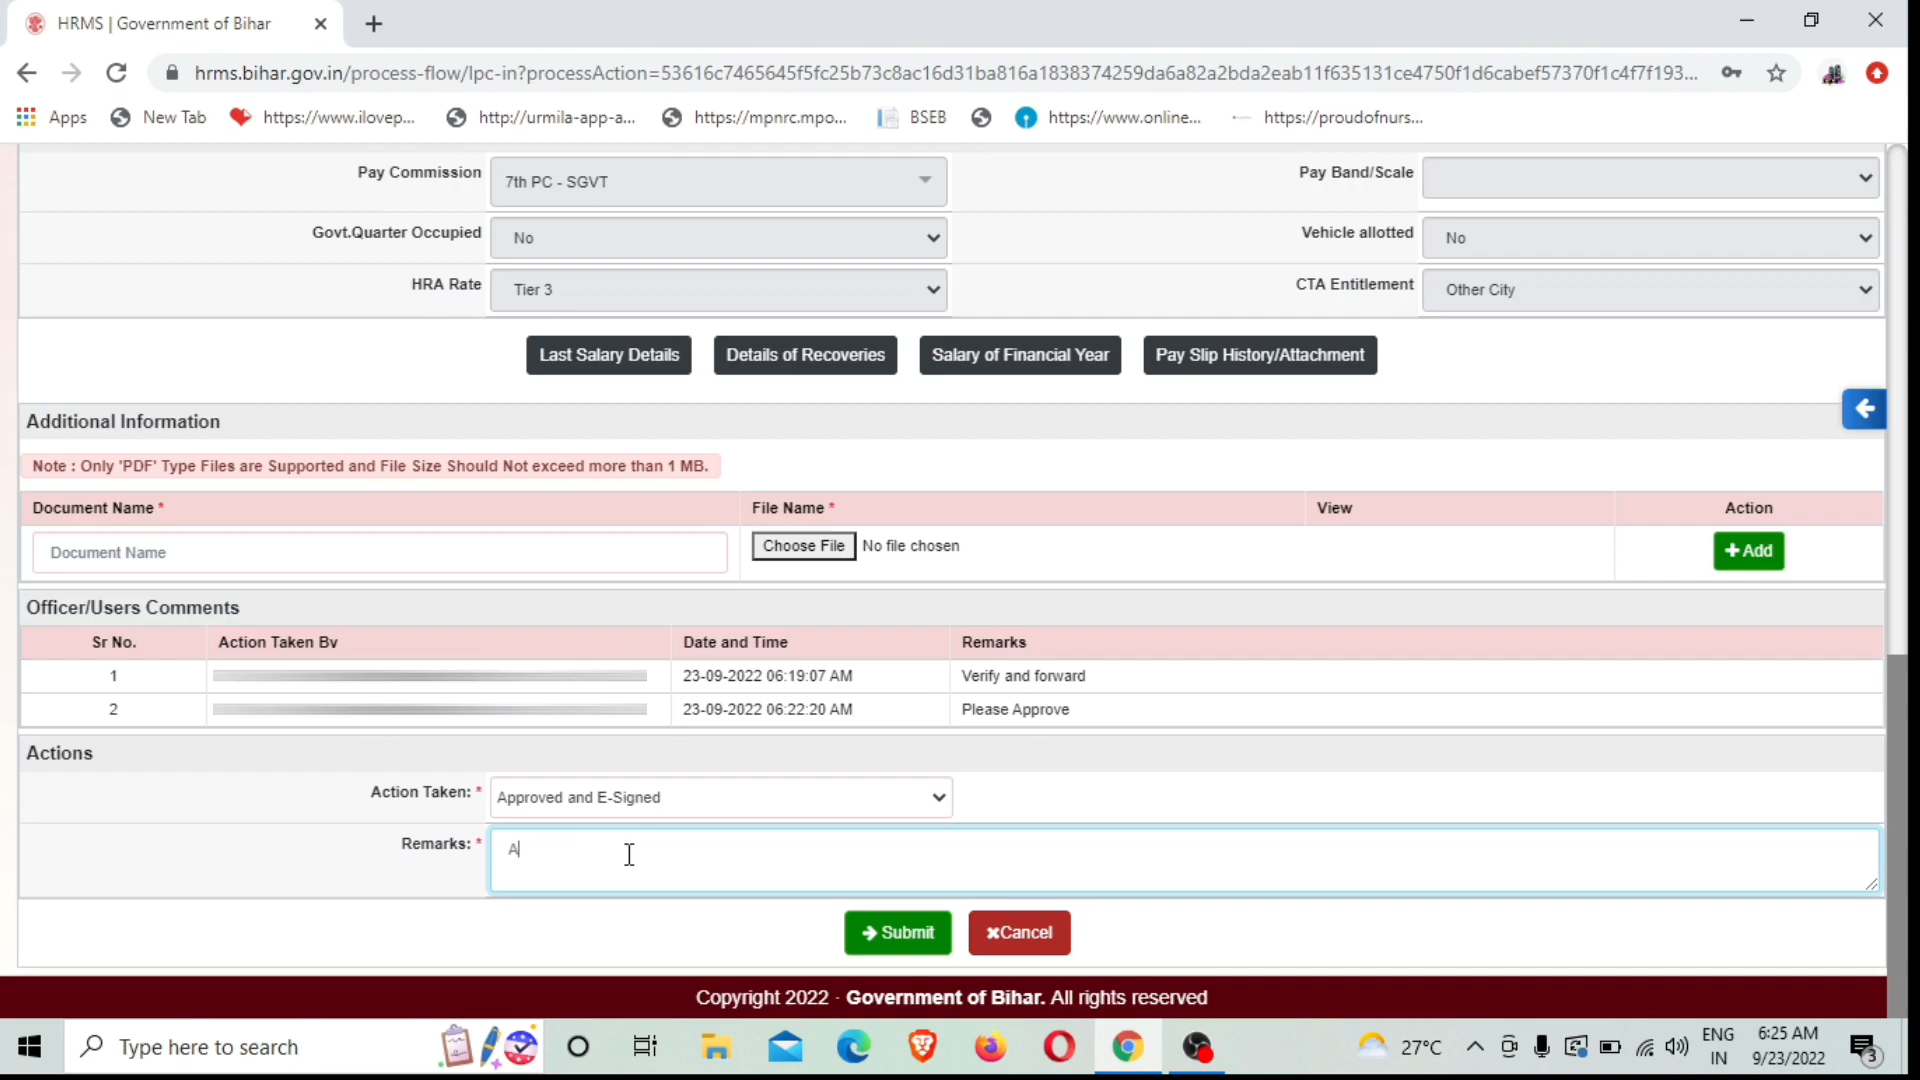 HRMS | Government of Bihar
hrms.bihar.gov.in/process-flow/lpc-in?processAction=53616c7465645f5fc25b73c8ac16d31ba816a1838374259da6a82a2bda2eab11f635131ce4750f1d6cabef57370f1c4f7f193...
Apps New Tab https://www.ilovep... http://urmila-app-a... https://mpnrc.mpo... BSEB https://www.online... https://proudofnurs...
Pay Commission 7th PC - SGVT Pay Band/Scale
Govt.Quarter Occupied No Vehicle allotted No
HRA Rate Tier 3 CTA Entitlement Other City
Last Salary Details Details of Recoveries Salary of Financial Year Pay Slip History/Attachment
Additional Information
Note : Only 'PDF' Type Files are Supported and File Size Should Not exceed more than 1 MB.
Document Name * File Name * View Action
Document Name Choose File No file chosen +Add
Officer/Users Comments
Sr No. Action Taken By Date and Time Remarks
1 23-09-2022 06:19:07 AM Verify and forward
2 23-09-2022 06:22:20 AM Please Approve
Actions
Action Taken: * Approved and E-Signed
Remarks: * A
Submit Cancel
Copyright 2022 · Government of Bihar. All rights reserved
Type here to search 27°C ENG 6:25 AM
IN 9/23/2022 3